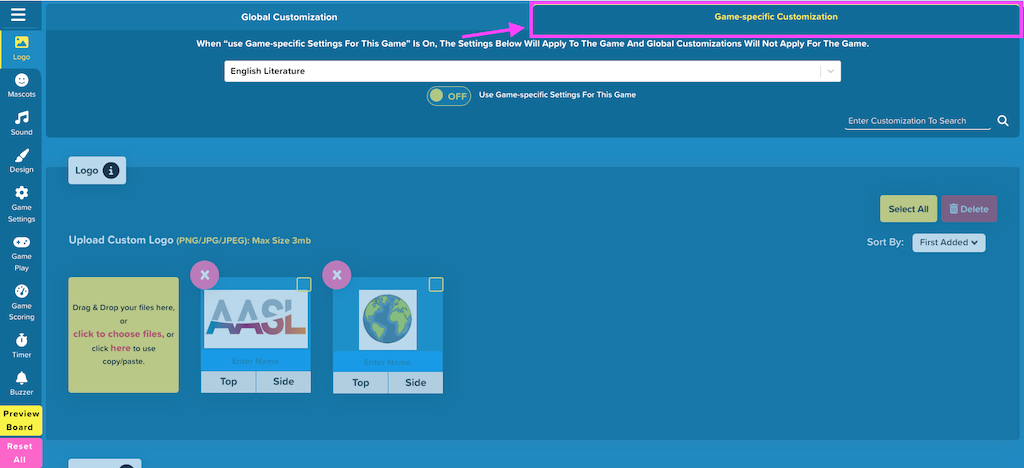 Global Customization
Game-specific Customization
When "use Game-specific Settings For This Game" Is On, The Settings Below Will Apply To The Game And Global Customizations Will Not Apply For The Game.
English Literature
OFF
Use Game-specific Settings For This Game
Enter Customization To Search
Logo
Mascots
Sound
Design
Game
Settings
Game
Play
Game
Scoring
Timer
Buzzer
Preview
Board
Reset
All
Logo i
Select All
Delete
Upload Custom Logo (PNG/JPG/JPEG): Max Size 3mb
Sort By:
First Added
Drag & Drop your files here,
or
click to choose files, or
click here to use
copy/paste.
X
AASL
Enter Name
Top
Side
X
Enter Name
Top
Side